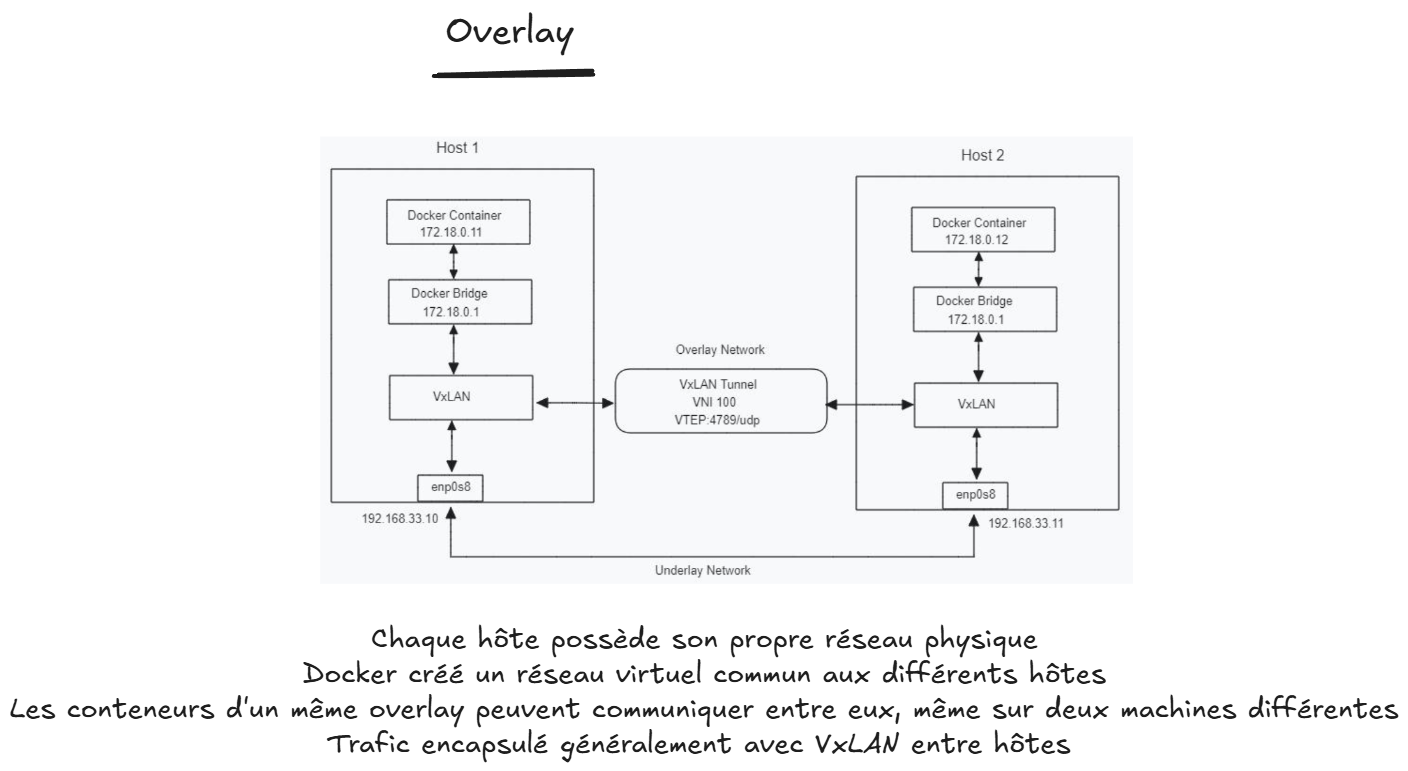 Overlay
Host 1
Host 2
Docker Container
172.18.0.11
Docker Container
172.18.0.12
Docker Bridge
172.18.0.1
Docker Bridge
172.18.0.1
Overlay Network
VxLAN Tunnel
VNI 100
VTEP:4789/udp
VxLAN
VxLAN
enp0s8
enp0s8
192.168.33.10
192.168.33.11
Underlay Network
Chaque hôte possède son propre réseau physique
Docker créé un réseau virtuel commun aux différents hôtes
Les conteneurs d'un même overlay peuvent communiquer entre eux, même sur deux machines différentes
Trafic encapsulé généralement avec VxLAN entre hôtes